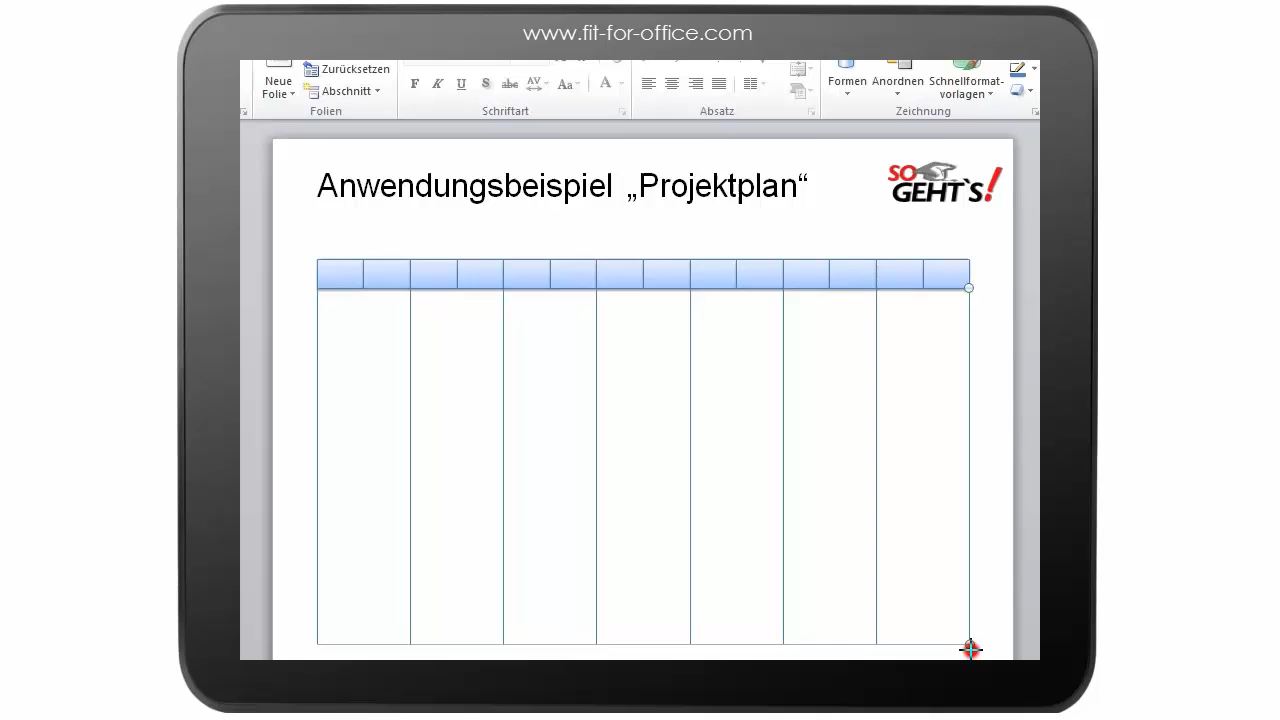 www.fit-for-office.com
Zurücksetzen
Neue
Folie
Abschnitt
F K U S abc AV Aa A
Formen Anordnen Schnellformat-
vorlagen
Folien Schriftart Absatz Zeichnung
Anwendungsbeispiel „Projektplan“
SO
GEHT`S!